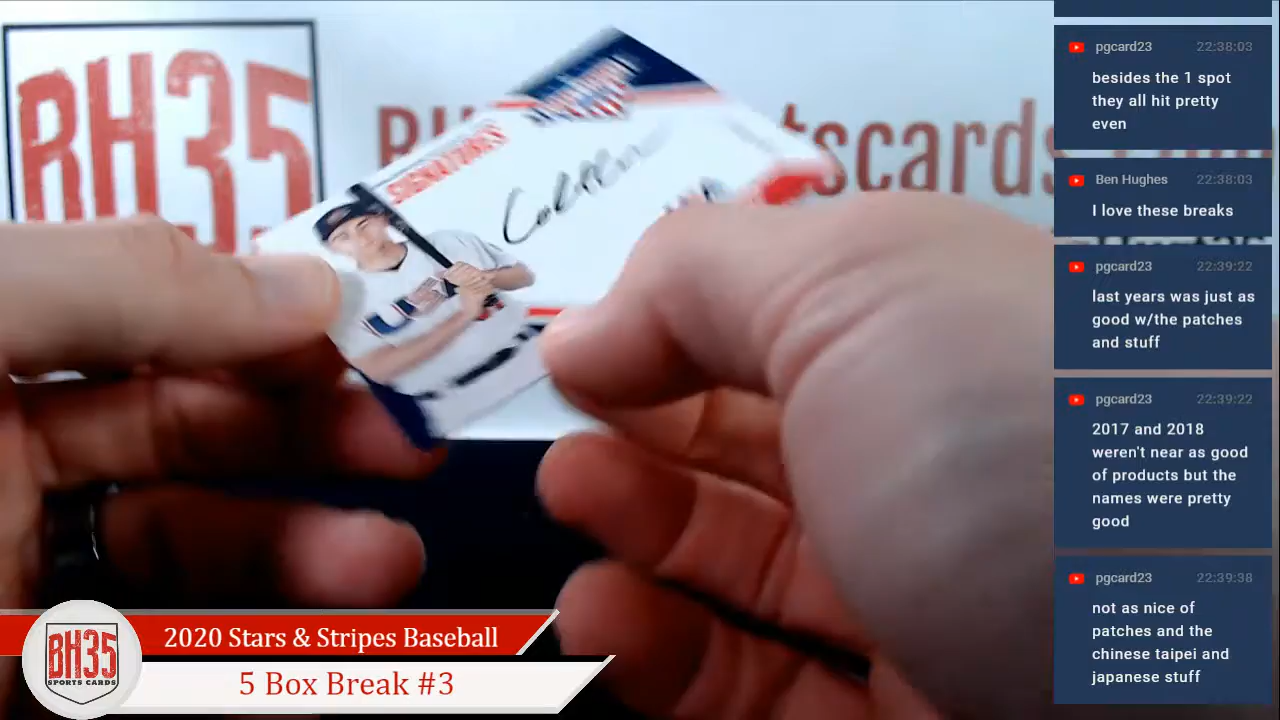 BH35
SIGNATURES
USA
pgcard23 22:38:03
besides the 1 spot
they all hit pretty
even
Ben Hughes 22:38:03
I love these breaks
pgcard23 22:39:22
last years was just as
good w/the patches
and stuff
pgcard23 22:39:22
2017 and 2018
weren't near as good
of products but the
names were pretty
good
pgcard23 22:39:38
not as nice of
patches and the
chinese taipei and
japanese stuff
BH35
SPORTS CARDS
2020 Stars & Stripes Baseball
5 Box Break #3